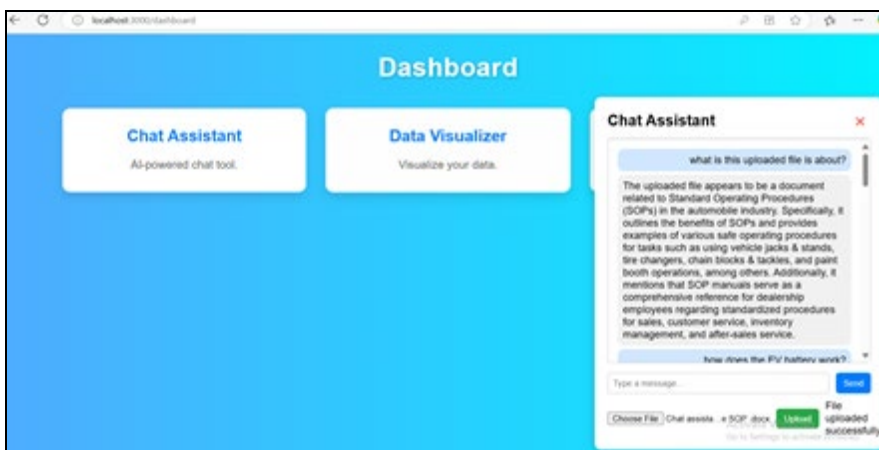 localhost:3000/dashboard
Dashboard
Chat Assistant
AI-powered chat tool.
Data Visualizer
Visualize your data.
Chat Assistant
what is this uploaded file is about?
The uploaded file appears to be a document
related to Standard Operating Procedures
(SOPs) in the automobile industry. Specifically, it
outlines the benefits of SOPs and provides
examples of various safe operating procedures
for tasks such as using vehicle jacks & stands,
tire changers, chain blocks & tackles, and paint
booth operations, among others. Additionally, it
mentions that SOP manuals serve as a
comprehensive reference for dealership
employees regarding standardized procedures
for sales, customer service, inventory
management, and after-sales service.
how does the EV battery work?
Type a message...
Send
Choose File Chat assista...e SOP .docx
Upload
File
uploaded
successfully